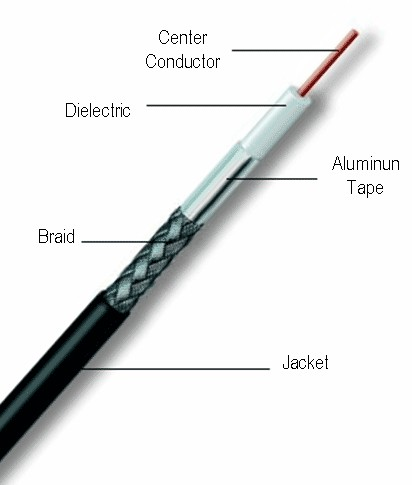 Center
Conductor
Dielectric
Aluminun
Tape
Braid
Jacket